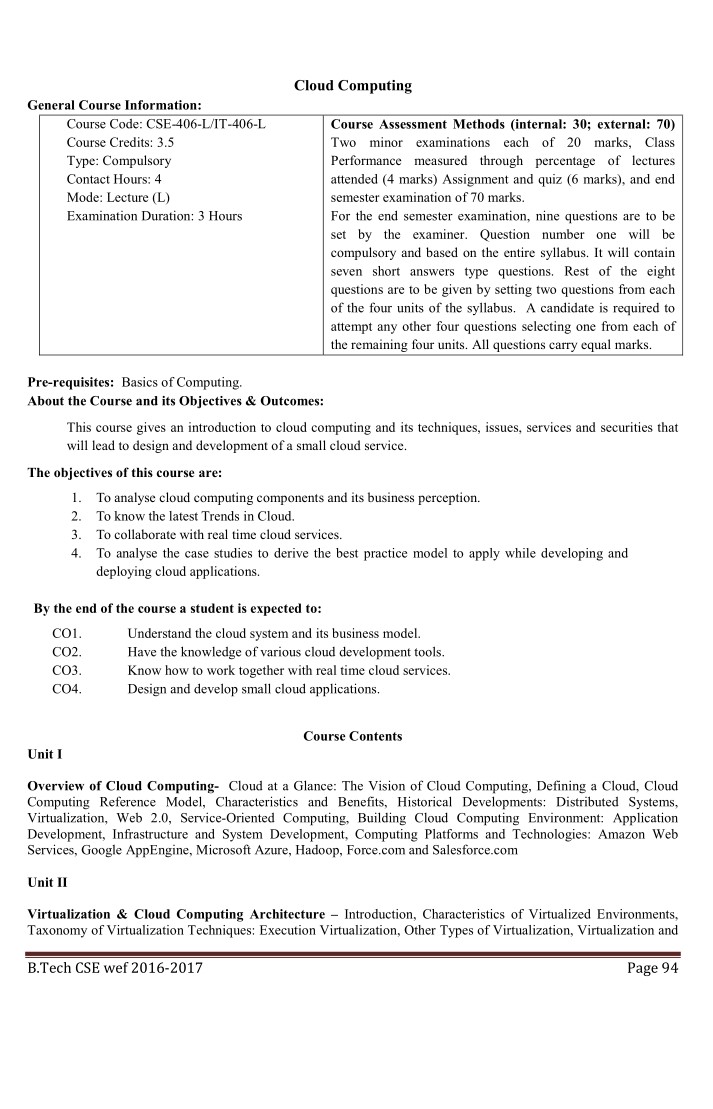 Cloud Computing
General Course Information:
Course Code: CSE-406-L/IT-406-L
Course Credits: 3.5
Type: Compulsory
Contact Hours: 4
Mode: Lecture (L)
Examination Duration: 3 Hours
Course Assessment Methods (internal: 30; external: 70)
Two minor examinations each of 20 marks, Class
Performance measured through percentage of lectures
attended (4 marks) Assignment and quiz (6 marks), and end
semester examination of 70 marks.
For the end semester examination, nine questions are to be
set by the examiner. Question number one will be
compulsory and based on the entire syllabus. It will contain
seven short answers type questions. Rest of the eight
questions are to be given by setting two questions from each
of the four units of the syllabus. A candidate is required to
attempt any other four questions selecting one from each of
the remaining four units. All questions carry equal marks.
Pre-requisites: Basics of Computing.
About the Course and its Objectives & Outcomes:
This course gives an introduction to cloud computing and its techniques, issues, services and securities that
will lead to design and development of a small cloud service.
The objectives of this course are:
1. To analyse cloud computing components and its business perception.
2. To know the latest Trends in Cloud.
3. To collaborate with real time cloud services.
4. To analyse the case studies to derive the best practice model to apply while developing and
deploying cloud applications.
By the end of the course a student is expected to:
CO1. Understand the cloud system and its business model.
CO2. Have the knowledge of various cloud development tools.
CO3. Know how to work together with real time cloud services.
CO4. Design and develop small cloud applications.
Course Contents
Unit I
Overview of Cloud Computing- Cloud at a Glance: The Vision of Cloud Computing, Defining a Cloud, Cloud
Computing Reference Model, Characteristics and Benefits, Historical Developments: Distributed Systems,
Virtualization, Web 2.0, Service-Oriented Computing, Building Cloud Computing Environment: Application
Development, Infrastructure and System Development, Computing Platforms and Technologies: Amazon Web
Services, Google AppEngine, Microsoft Azure, Hadoop, Force.com and Salesforce.com
Unit II
Virtualization & Cloud Computing Architecture – Introduction, Characteristics of Virtualized Environments,
Taxonomy of Virtualization Techniques: Execution Virtualization, Other Types of Virtualization, Virtualization and
B.Tech CSE wef 2016-2017 Page 94